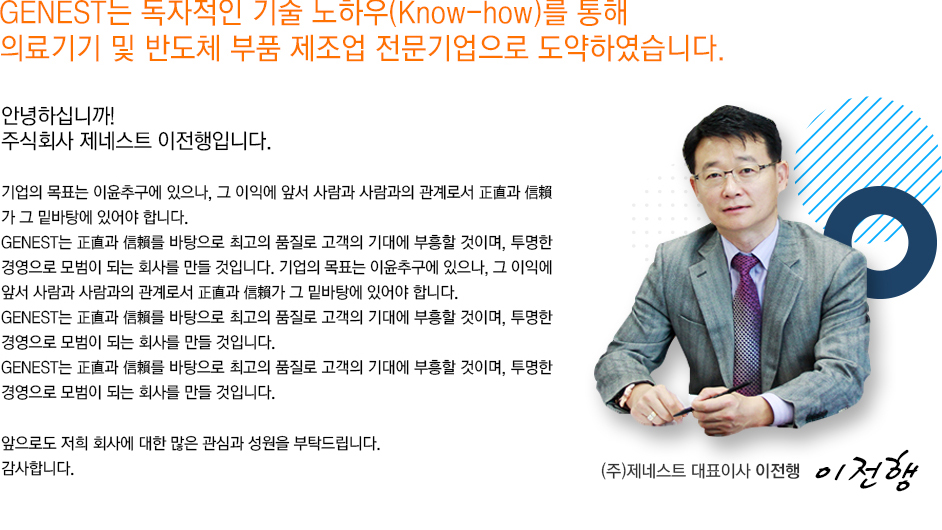 GENEST는 독자적인 기술 노하우(Know-how)를 통해
의료기기 및 반도체 부품 제조업 전문기업으로 도약하였습니다.
안녕하십니까!
주식회사 제네스트 이전행입니다.
기업의 목표는 이윤추구에 있으나, 그 이익에 앞서 사람과 사람과의 관계로서 正直과 信賴
가 그 밑바탕에 있어야 합니다.
GENEST는 正直과 信賴를 바탕으로 최고의 품질로 고객의 기대에 부흥할 것이며, 투명한
경영으로 모범이 되는 회사를 만들 것입니다. 기업의 목표는 이윤추구에 있으나, 그 이익에
앞서 사람과 사람과의 관계로서 正直과 信賴가 그 밑바탕에 있어야 합니다.
GENEST는 正直과 信賴를 바탕으로 최고의 품질로 고객의 기대에 부흥할 것이며, 투명한
경영으로 모범이 되는 회사를 만들 것입니다.
GENEST는 正直과 信賴를 바탕으로 최고의 품질로 고객의 기대에 부흥할 것이며, 투명한
경영으로 모범이 되는 회사를 만들 것입니다.
앞으로도 저희 회사에 대한 많은 관심과 성원을 부탁드립니다.
감사합니다.
(주)제네스트 대표이사 이전행 이전행